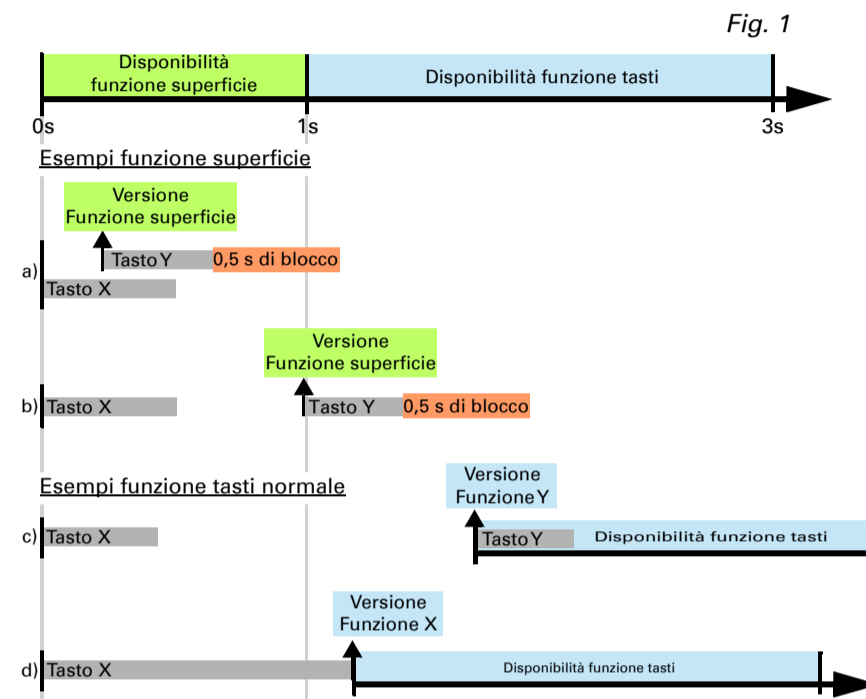 Fig. 1
Disponibilità
funzione superficie
Disponibilità funzione tasti
0s
1s
3s
Esempi funzione superficie
Versione
Funzione superficie
a)
Tasto Y
0,5 s di blocco
Tasto X
Versione
Funzione superficie
b)
Tasto X
Tasto Y
0,5 s di blocco
Esempi funzione tasti normale
Versione
Funzione Y
c)
Tasto X
Tasto Y
Disponibilità funzione tasti
Versione
Funzione X
d)
Tasto X
Disponibilità funzione tasti